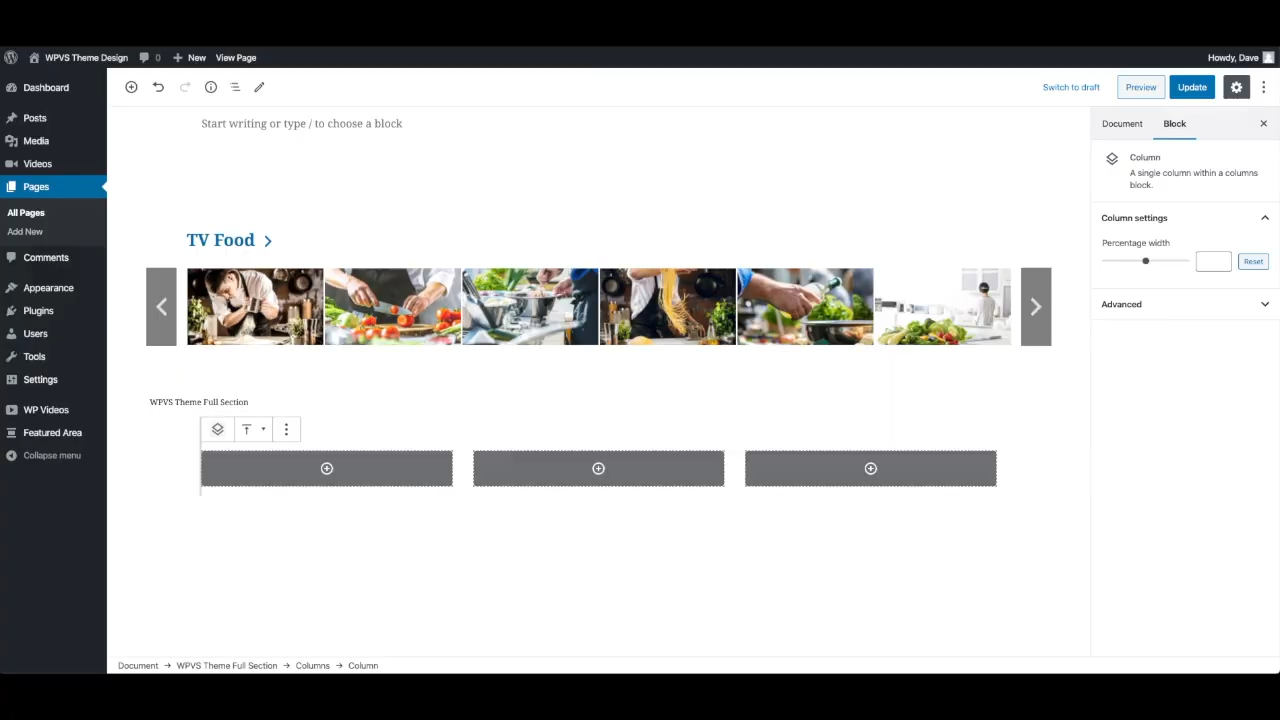 WPVS Theme Design 0 New View Page Howdy, Dave
Dashboard
Posts
Media
Videos
Pages
All Pages
Add New
Comments
Appearance
Plugins
Users
Tools
Settings
WP Videos
Featured Area
Collapse menu
Switch to draft Preview Update
Start writing or type / to choose a block
TV Food
WPVS Theme Full Section
Document Block
Column
A single column within a columns
block.
Column settings
Percentage width
Reset
Advanced
Document → WPVS Theme Full Section → Columns → Column